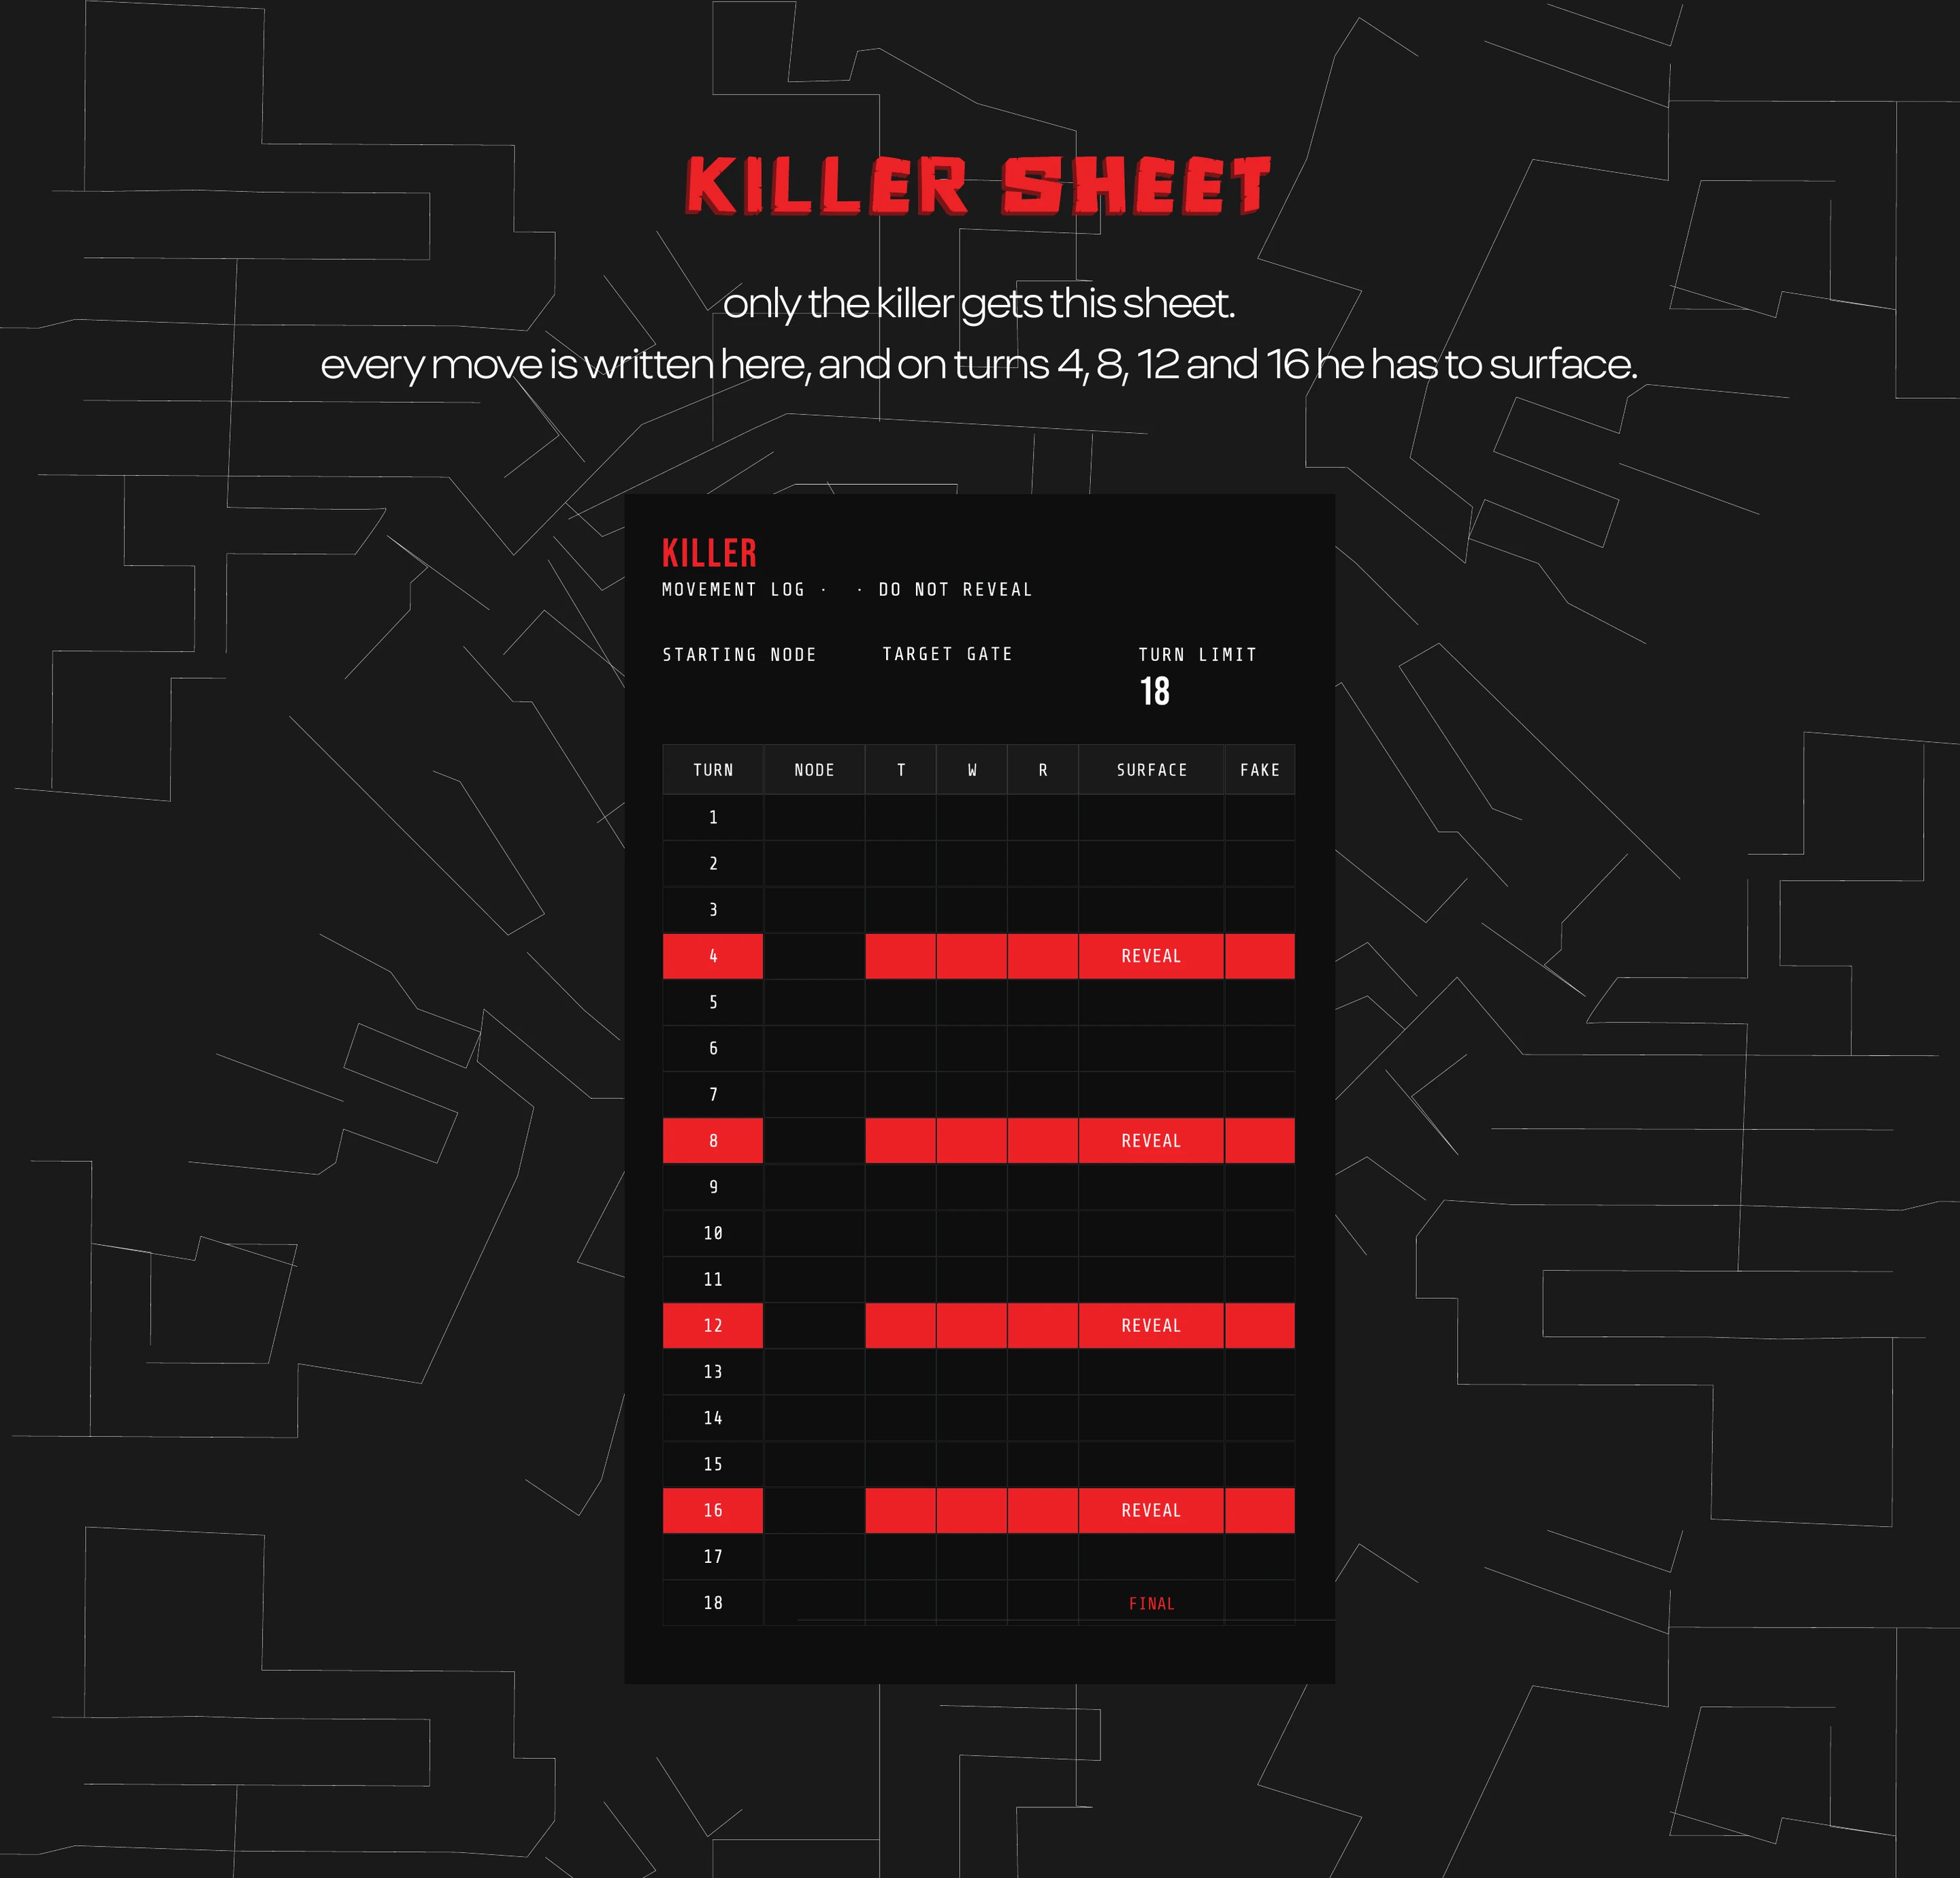 KILLER SHEET
only the killer gets this sheet.
every move is written here, and on turns 4, 8, 12 and 16 he has to surface.
KILLER
MOVEMENT LOG · · DO NOT REVEAL
STARTING NODE TARGET GATE TURN LIMIT
18
TURN NODE T W R SURFACE FAKE
1
2
3
4 REVEAL
5
6
7
8 REVEAL
9
10
11
12 REVEAL
13
14
15
16 REVEAL
17
18 FINAL